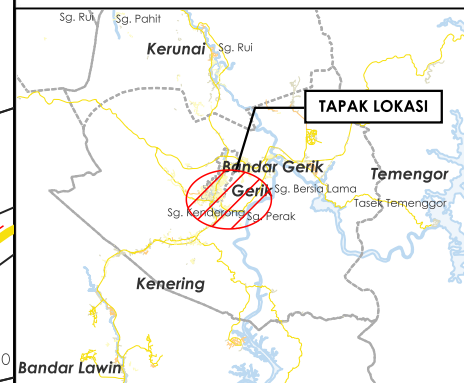 Sg. Rui
Sg. Pahit
Kerunai
Sg. Rui
TAPAK LOKASI
Bandar Gerik
Temengor
Gerik
Sg. Bersia Lama
Tasek Temenggor
Sg. Kenderong
Sg. Perak
Kenering
0
Bandar Lawin